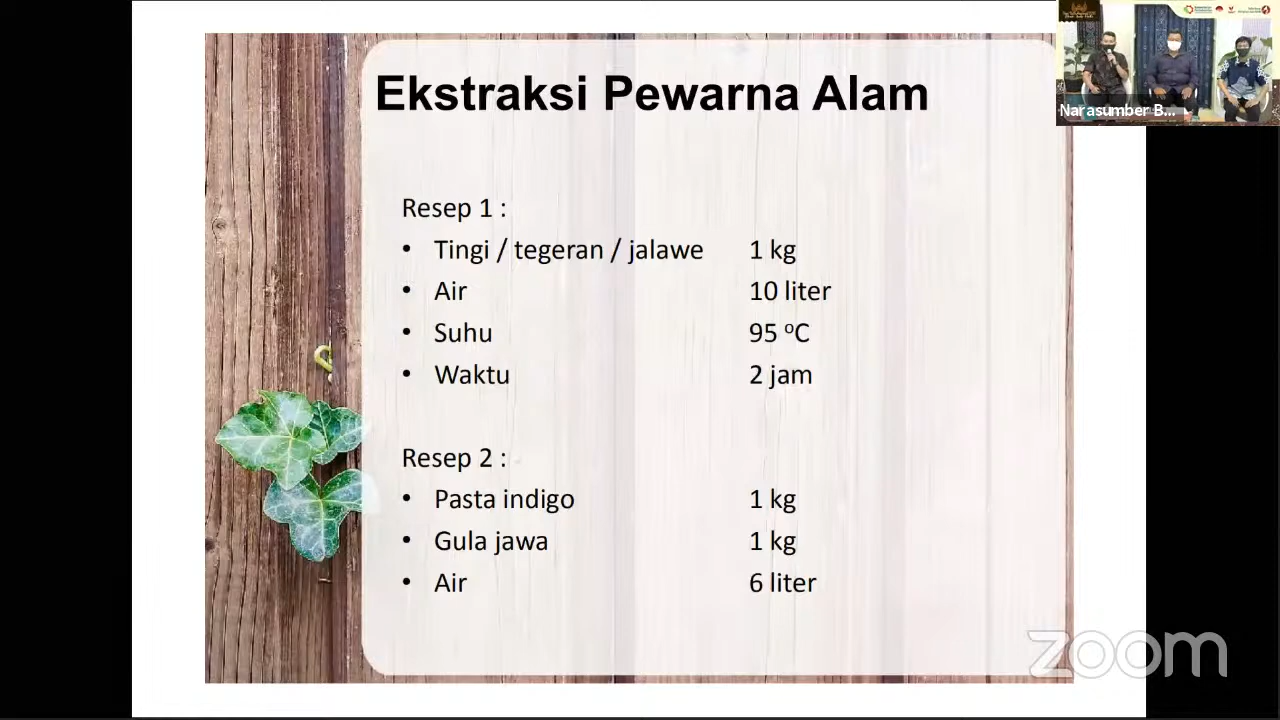 Ekstraksi Pewarna Alam
Resep 1 :
• Tingi / tegeran / jalawe 1 kg
• Air 10 liter
• Suhu 95 ºC
• Waktu 2 jam
Resep 2 :
• Pasta indigo 1 kg
• Gula jawa 1 kg
• Air 6 liter
Narasumber B...
zoom